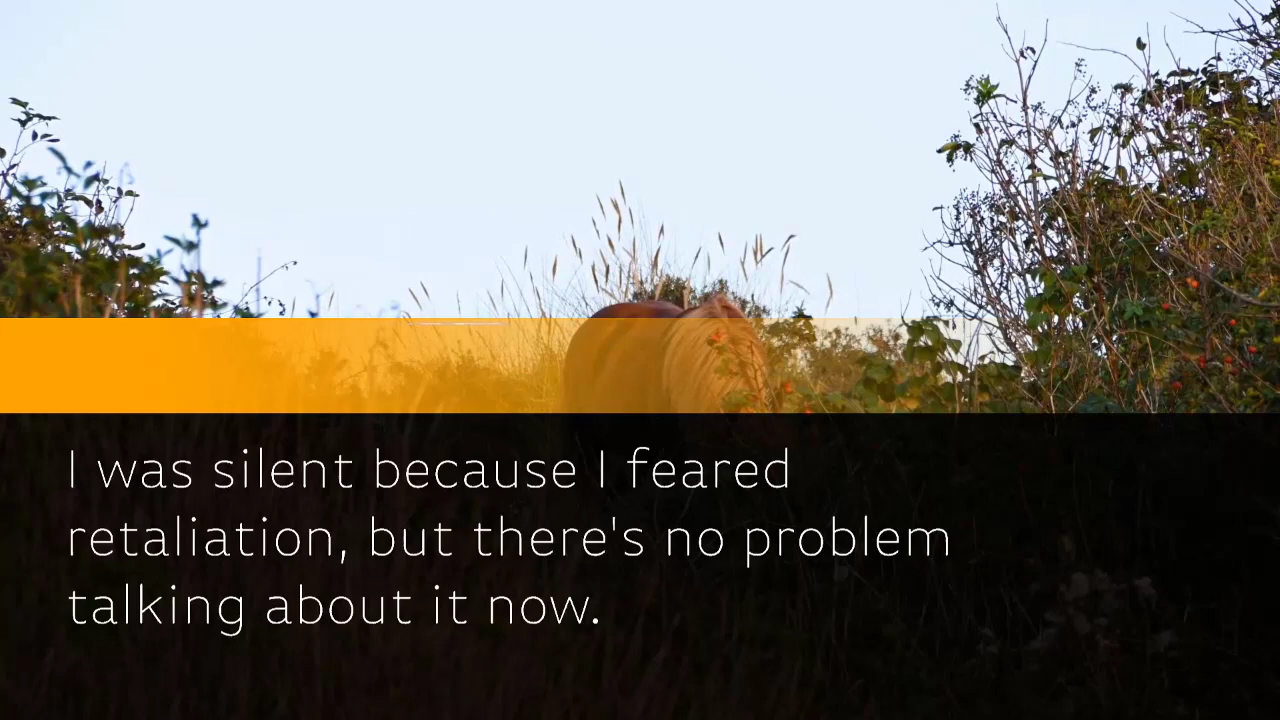 I was silent because I feared
retaliation, but there's no problem
talking about it now.